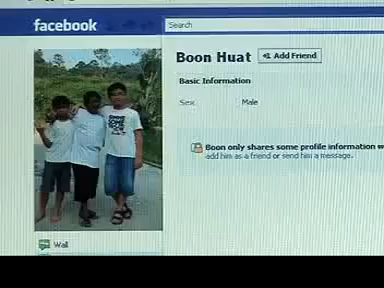 facebook
Search
Boon Huat
+1 Add Friend
Basic Information
Sex:
Male
Boon only shares some profile information w
add him as a friend or send him a message.
Wall